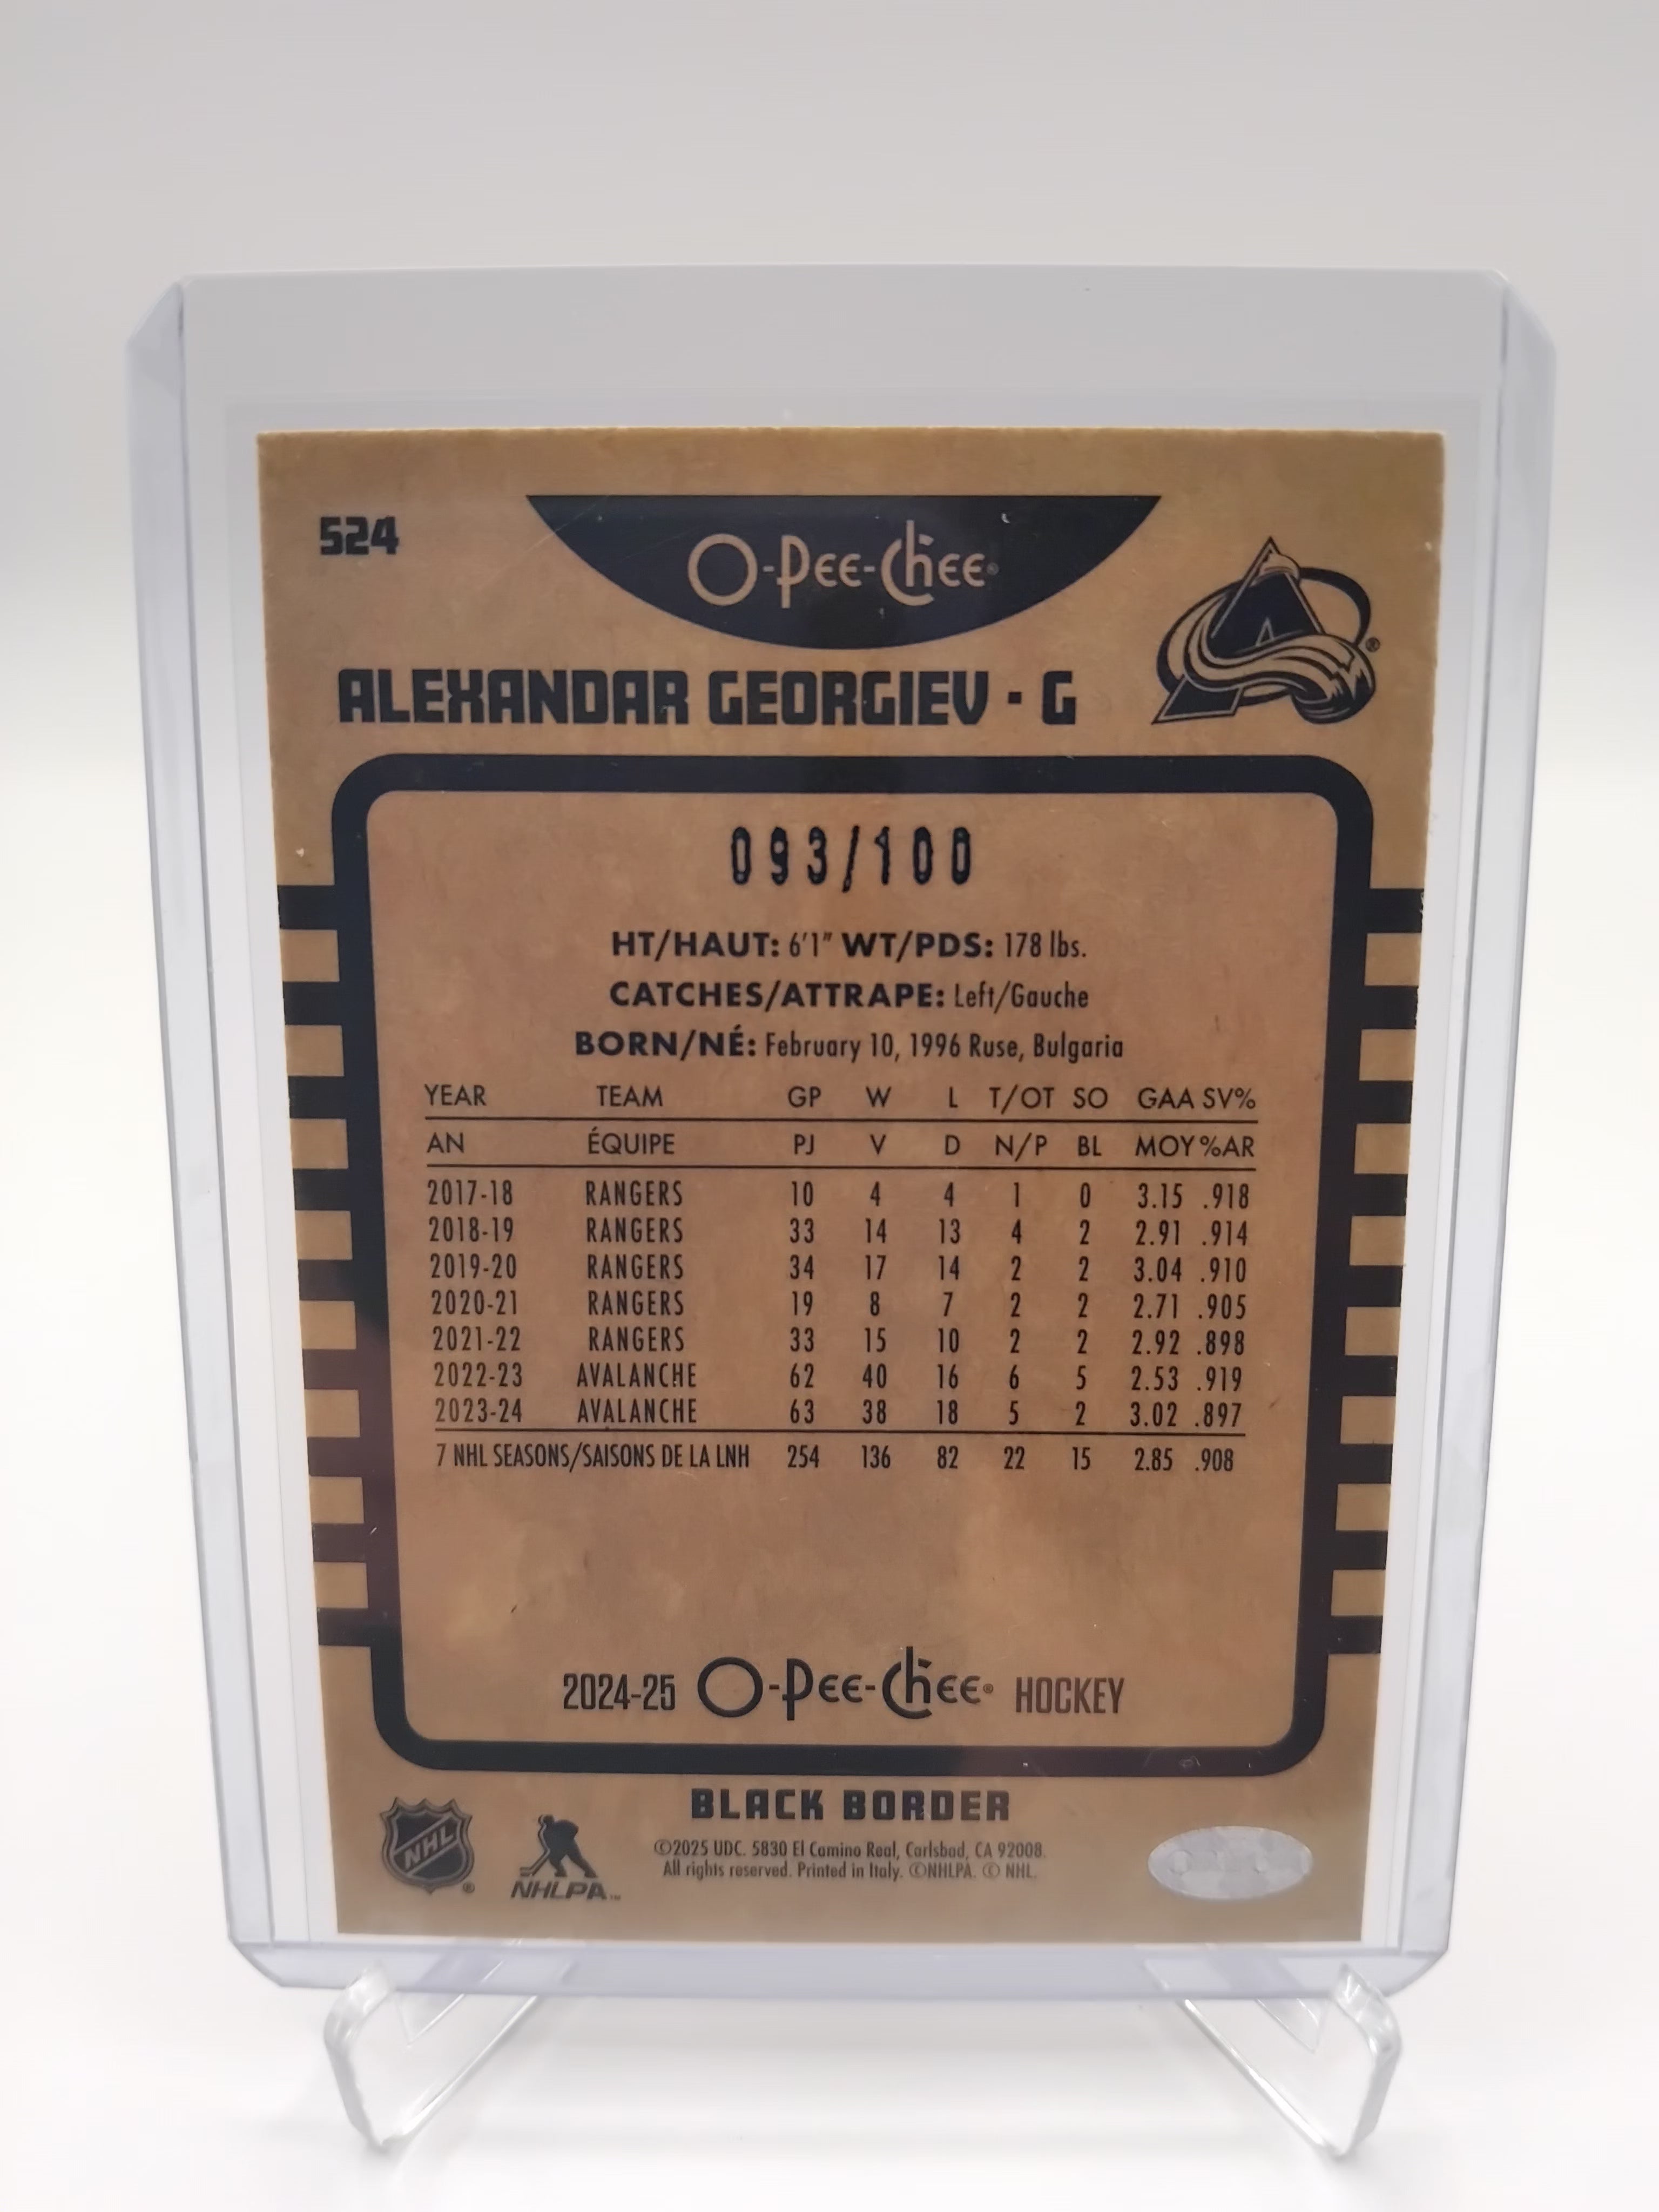 524
O-Pee-Chee®
®
ALEXANDAR GEORGIEV · G
093/100
HT/HAUT: 6'1" WT/PDS: 178 lbs.
CATCHES/ATTRAPE: Left/Gauche
BORN/NÉ: February 10, 1996 Ruse, Bulgaria
YEAR TEAM GP W L T/OT SO GAA SV%
AN ÉQUIPE PJ V D N/P BL MOY %AR
2017-18 RANGERS 10 4 4 1 0 3.15 .918
2018-19 RANGERS 33 14 13 4 2 2.91 .914
2019-20 RANGERS 34 17 14 2 2 3.04 .910
2020-21 RANGERS 19 8 7 2 2 2.71 .905
2021-22 RANGERS 33 15 10 2 2 2.92 .898
2022-23 AVALANCHE 62 40 16 6 5 2.53 .919
2023-24 AVALANCHE 63 38 18 5 2 3.02 .897
7 NHL SEASONS/SAISONS DE LA LNH 254 136 82 22 15 2.85 .908
2024-25 O-Pee-Chee® HOCKEY
BLACK BORDER
©2025 UDC. 5830 El Camino Real, Carlsbad, CA 92008.
All rights reserved. Printed in Italy. ©NHLPA. © NHL.
NHL®
NHLPA™